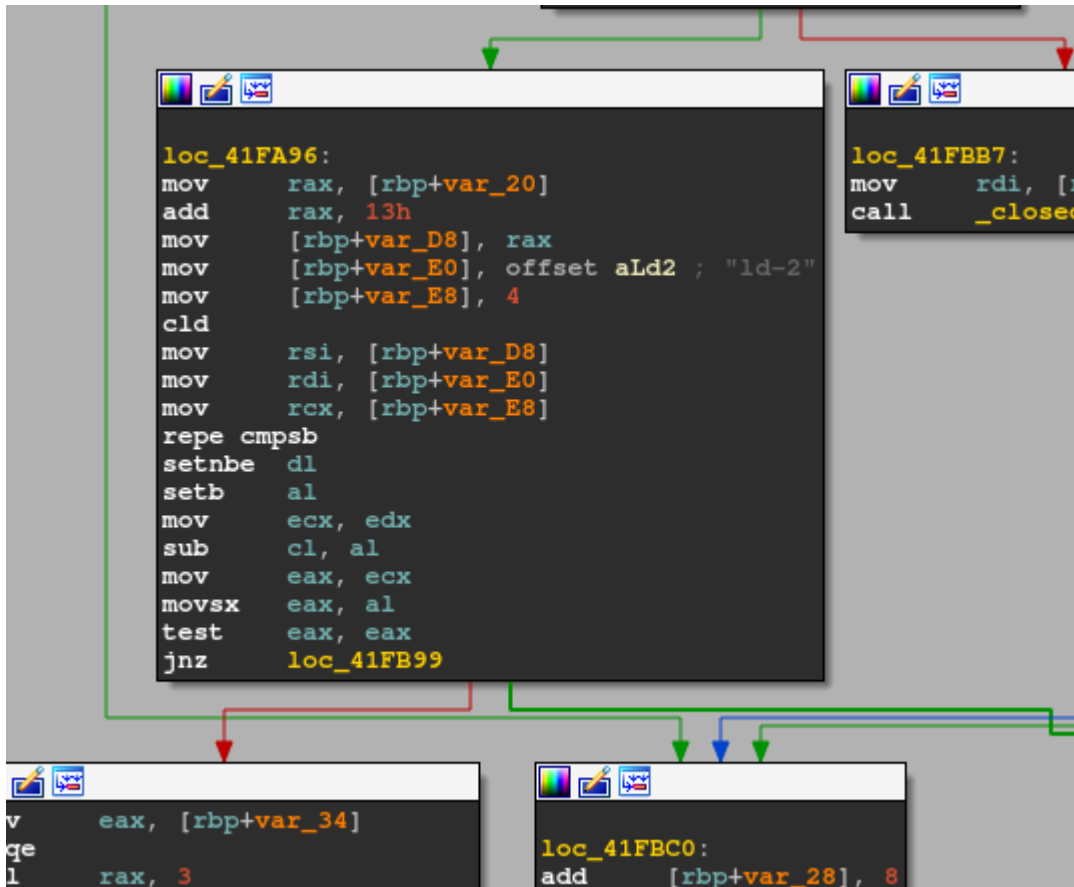 loc_41FA96:
mov rax, [rbp+var_20]
add rax, 13h
mov [rbp+var_D8], rax
mov [rbp+var_E0], offset aLd2 ; "ld-2"
mov [rbp+var_E8], 4
cld
mov rsi, [rbp+var_D8]
mov rdi, [rbp+var_E0]
mov rcx, [rbp+var_E8]
repe cmpsb
setnbe dl
setb al
mov ecx, edx
sub cl, al
mov eax, ecx
movsx eax, al
test eax, eax
jnz loc_41FB99
loc_41FBB7:
mov rdi, [
call _closed
v eax, [rbp+var_34]
qe
l rax, 3
loc_41FBC0:
add [rbp+var_28], 8